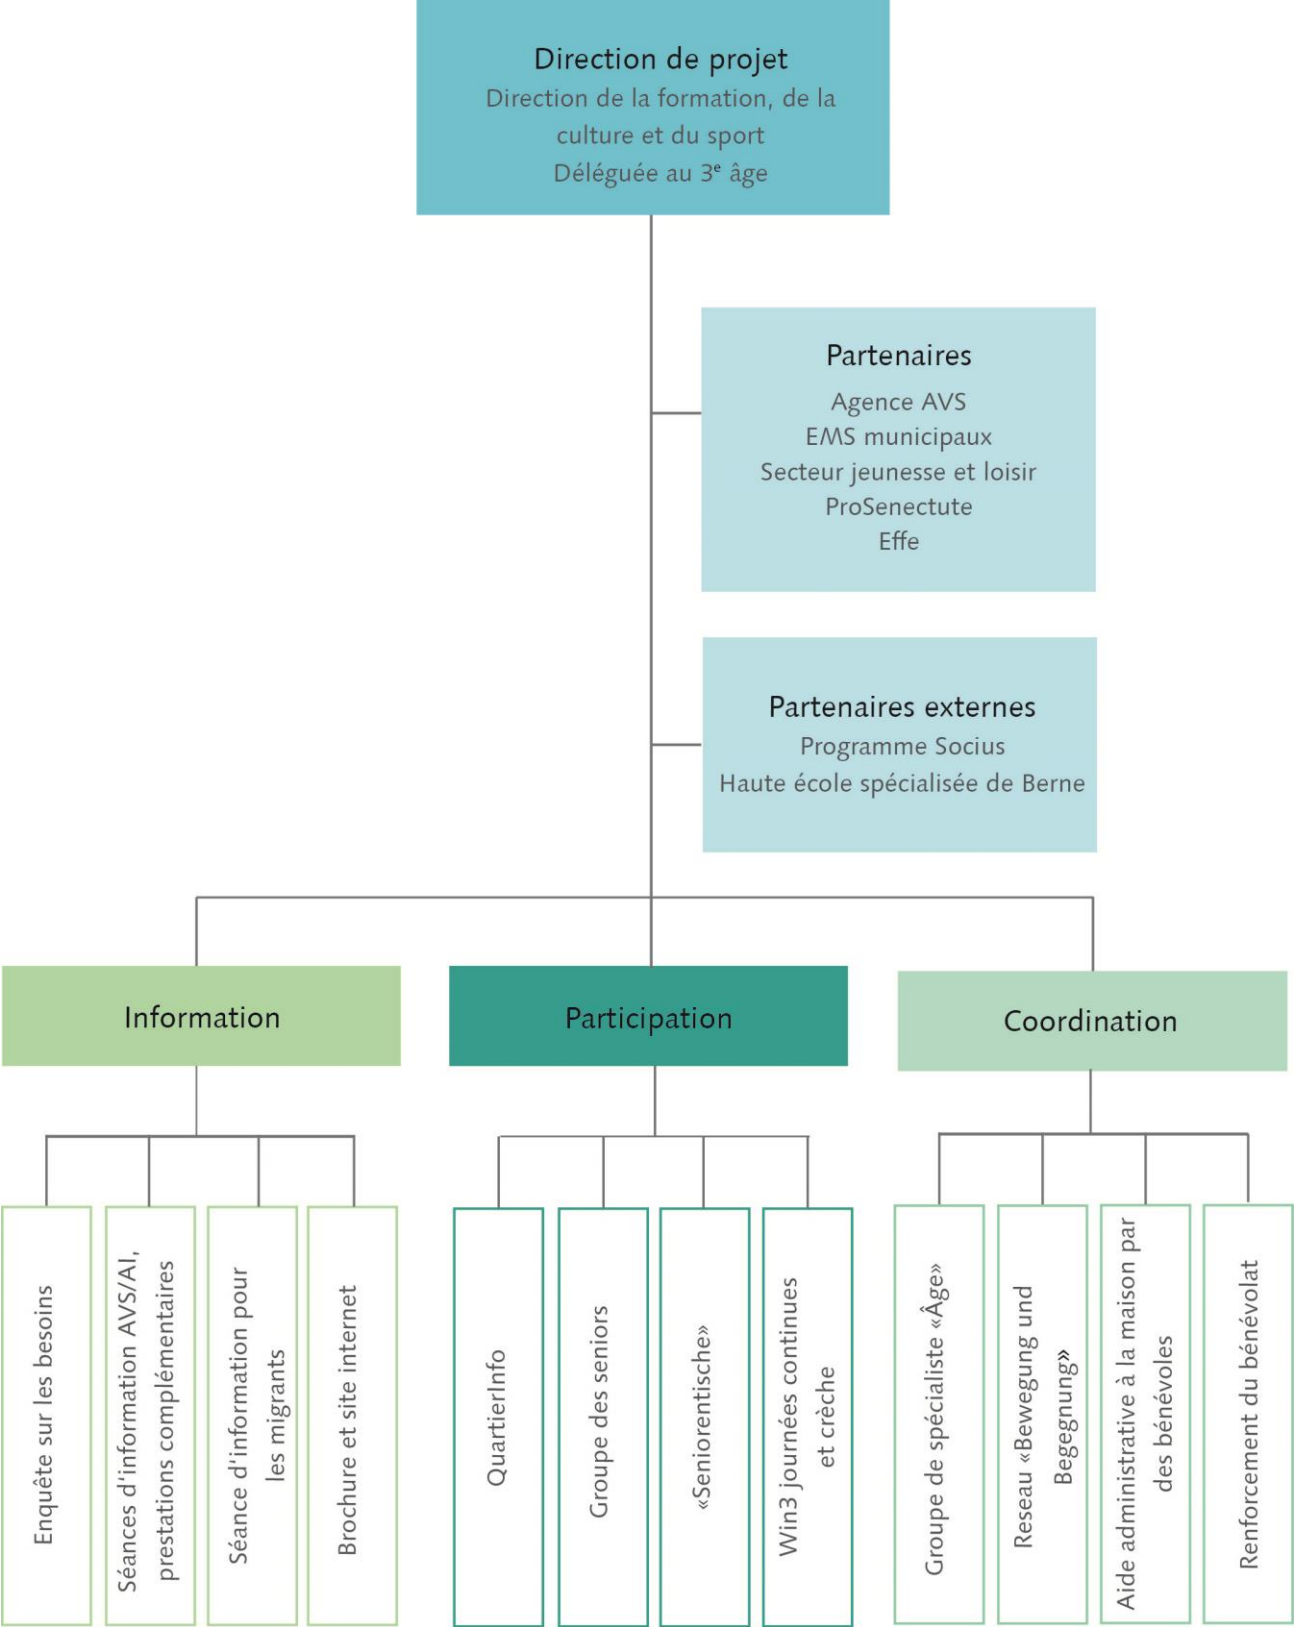 Direction de projet
Direction de la formation, de la
culture et du sport
Déléguée au 3e âge
Partenaires
Agence AVS
EMS municipaux
Secteur jeunesse et loisir
ProSenectute
Effe
Partenaires externes
Programme Socius
Haute école spécialisée de Berne
Information
Participation
Coordination
Enquête sur les besoins
Séances d'information AVS/AI,
prestations complémentaires
Séance d'information pour
les migrants
Brochure et site internet
QuartierInfo
Groupe des seniors
«Seniorentische»
Win3 journées continues
et crèche
Groupe de spécialiste «Âge»
Reseau «Bewegung und
Begegnung»
Aide administrative à la maison par
des bénévoles
Renforcement du bénévolat